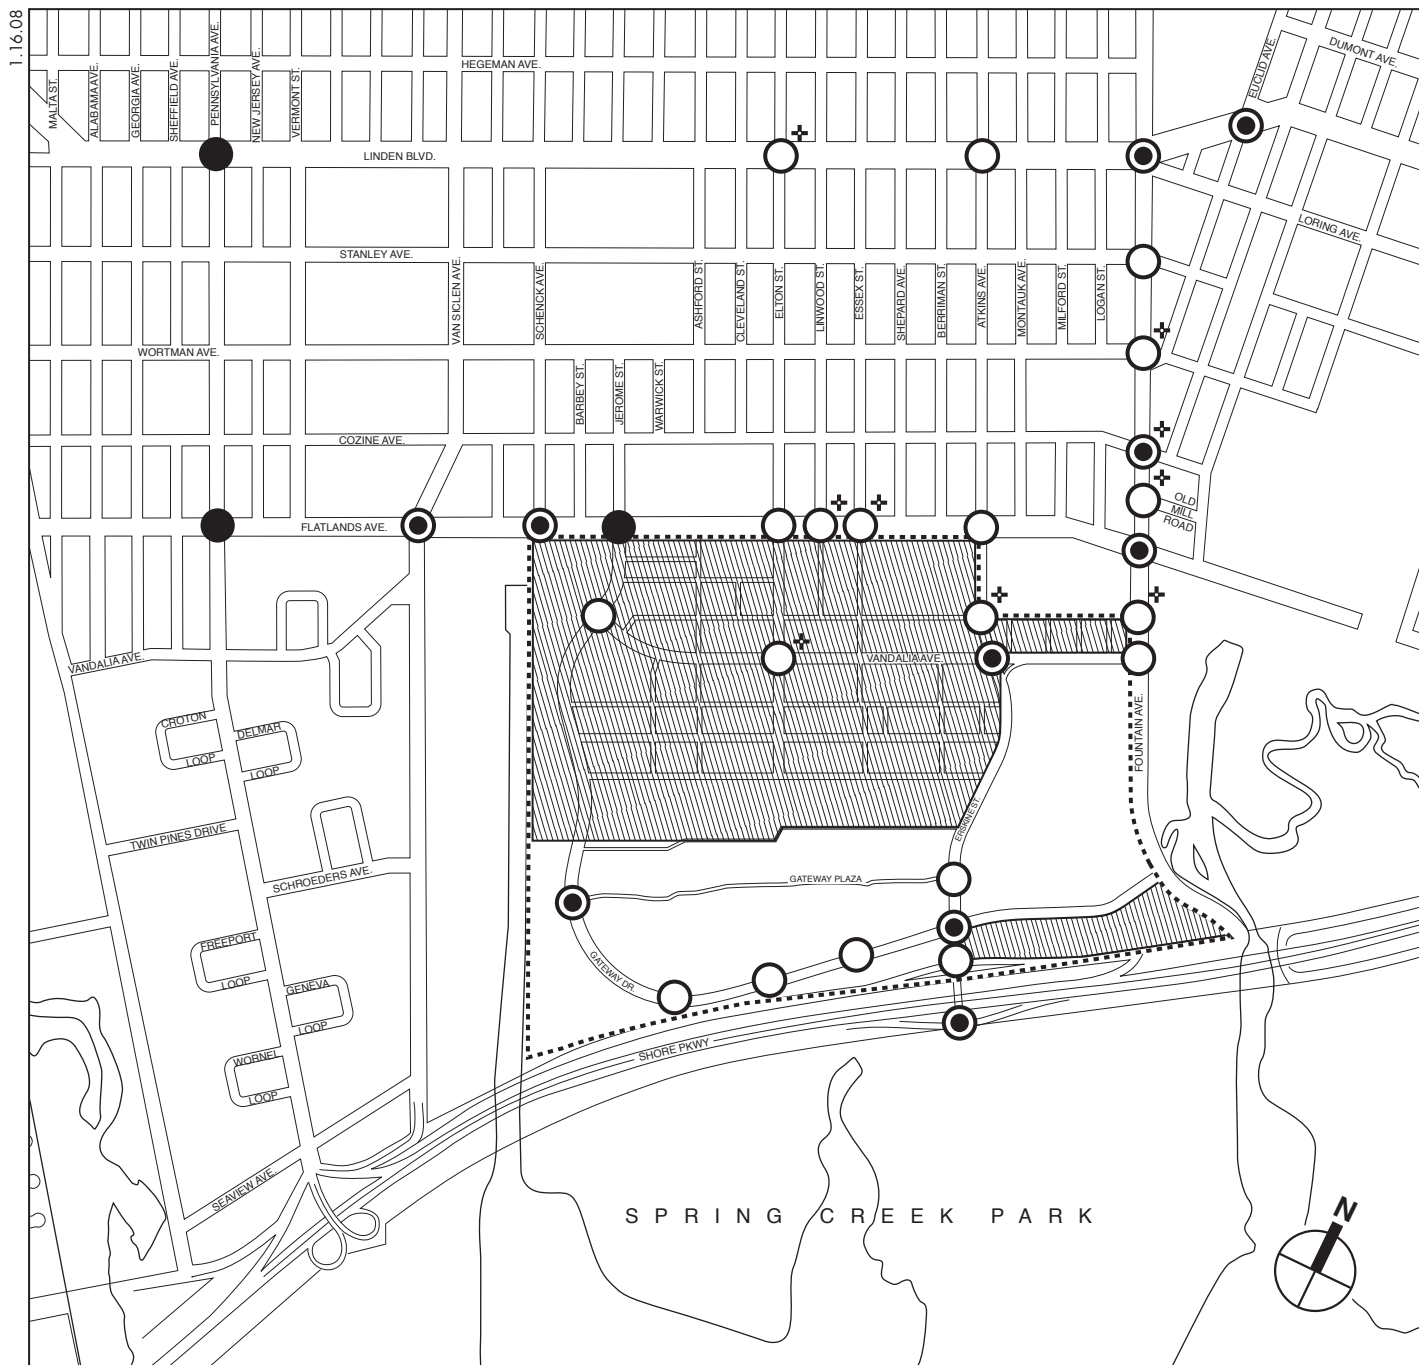 1.16.08
HEGEMAN AVE.
DUMONT AVE.
EUCLID AVE.
MALTA ST.
ALABAMA AVE.
GEORGIA AVE.
SHEFFIELD AVE.
PENNSYLVANIA AVE.
NEW JERSEY AVE.
VERMONT ST.
LINDEN BLVD.
LORING AVE.
STANLEY AVE.
VAN SICLEN AVE.
SCHENCK AVE.
ASHFORD ST.
CLEVELAND ST.
ELTON ST.
LINWOOD ST.
ESSEX ST.
SHEPARD AVE.
BERRIMAN ST.
ATKINS AVE.
MONTAUK AVE.
MILFORD ST.
LOGAN ST.
WORTMAN AVE.
BARBEY ST.
JEROME ST.
WARWICK ST.
COZINE AVE.
OLD
MILL
ROAD
FLATLANDS AVE.
VANDALIA AVE.
VANDALIA AVE.
FOUNTAIN AVE.
CROTON
LOOP
DELMAR
LOOP
ERSKINE ST.
TWIN PINES DRIVE
SCHROEDERS AVE.
GATEWAY PLAZA
FREEPORT
LOOP
GATEWAY DR.
GENEVA
LOOP
SHORE PKWY
WORNEL
LOOP
SEAVIEW AVE.
SPRING CREEK PARK
N